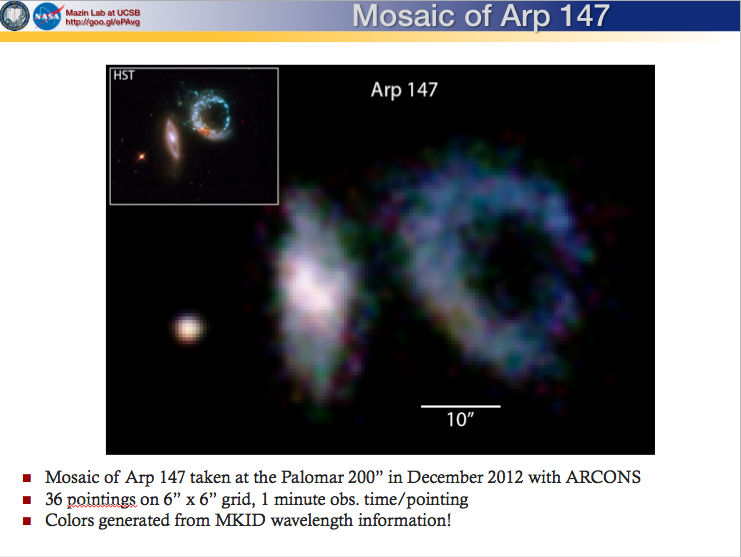 NASA
Mazin Lab at UCSB
http://goo.gl/ePAvg
Mosaic of Arp 147
HST
Arp 147
10”
Mosaic of Arp 147 taken at the Palomar 200” in December 2012 with ARCONS
36 pointings on 6” x 6” grid, 1 minute obs. time/pointing
Colors generated from MKID wavelength information!